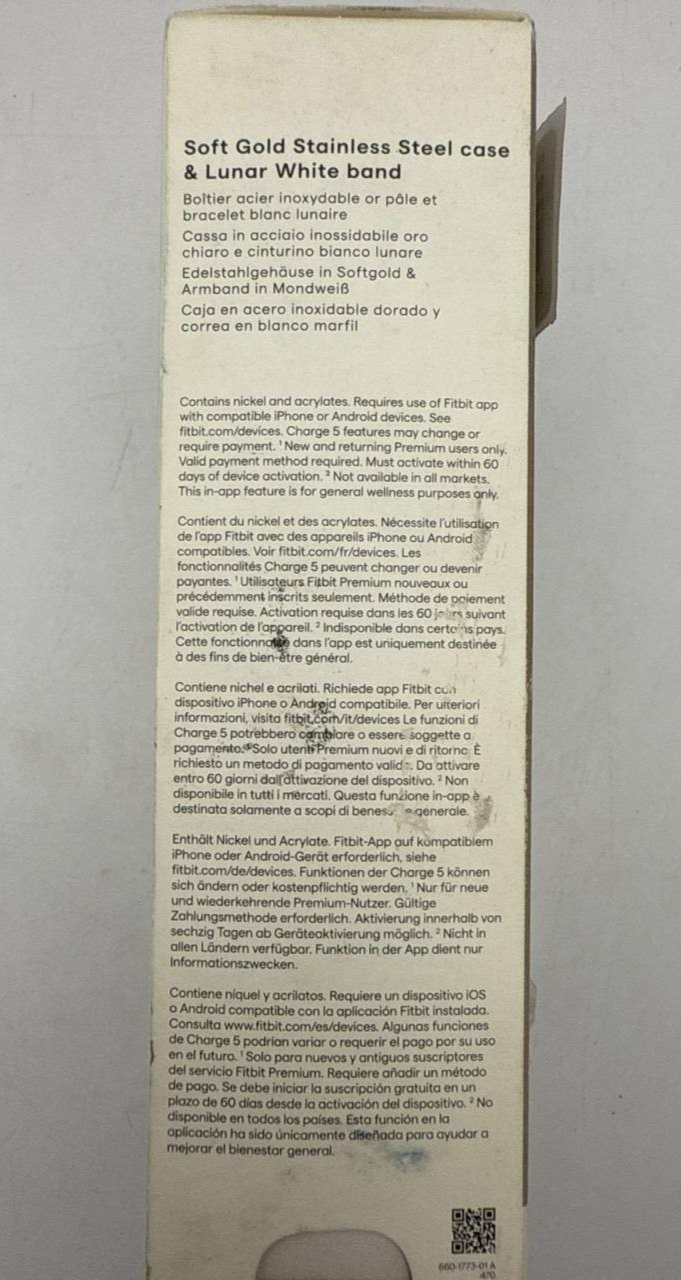 Soft Gold Stainless Steel case
& Lunar White band
Boîtier acier inoxydable or pâle et
bracelet blanc lunaire
Cassa in acciaio inossidabile oro
chiaro e cinturino bianco lunare
Edelstahlgehäuse in Softgold &
Armband in Mondweiß
Caja en acero inoxidable dorado y
correa en blanco marfil
Contains nickel and acrylates. Requires use of Fitbit app
with compatible iPhone or Android devices. See
fitbit.com/devices. Charge 5 features may change or
require payment. ¹ New and returning Premium users only.
Valid payment method required. Must activate within 60
days of device activation. ² Not available in all markets.
This in-app feature is for general wellness purposes only.
Contient du nickel et des acrylates. Nécessite l'utilisation
de l'app Fitbit avec des appareils iPhone ou Android
compatibles. Voir fitbit.com/fr/devices. Les
fonctionnalités Charge 5 peuvent changer ou devenir
payantes. ¹ Utilisateurs Fitbit Premium nouveaux ou
précédemment inscrits seulement. Méthode de paiement
valide requise. Activation requise dans les 60 jours suivant
l'activation de l'appareil. ² Indisponible dans certains pays.
Cette fonctionnalité dans l'app est uniquement destinée
à des fins de bien-être général.
Contiene nichel e acrilati. Richiede app Fitbit con
dispositivo iPhone o Android compatibile. Per ulteriori
informazioni, visita fitbit.com/it/devices Le funzioni di
Charge 5 potrebbero cambiare o essere soggette a
pagamento. ¹ Solo utenti Premium nuovi e di ritorno. È
richiesto un metodo di pagamento valido. Da attivare
entro 60 giorni dall'attivazione del dispositivo. ² Non
disponibile in tutti i mercati. Questa funzione in-app è
destinata solamente a scopi di benessere generale.
Enthält Nickel und Acrylate. Fitbit-App auf kompatiblem
iPhone oder Android-Gerät erforderlich, siehe
fitbit.com/de/devices. Funktionen der Charge 5 können
sich ändern oder kostenpflichtig werden. ¹ Nur für neue
und wiederkehrende Premium-Nutzer. Gültige
Zahlungsmethode erforderlich. Aktivierung innerhalb von
sechzig Tagen ab Geräteaktivierung möglich. ² Nicht in
allen Ländern verfügbar. Funktion in der App dient nur
Informationszwecken.
Contiene níquel y acrilatos. Requiere un dispositivo iOS
o Android compatible con la aplicación Fitbit instalada.
Consulta www.fitbit.com/es/devices. Algunas funciones
de Charge 5 podrían variar o requerir el pago por su uso
en el futuro. ¹ Solo para nuevos y antiguos suscriptores
del servicio Fitbit Premium. Requiere añadir un método
de pago. Se debe iniciar la suscripción gratuita en un
plazo de 60 días desde la activación del dispositivo. ² No
disponible en todos los países. Esta función en la
aplicación ha sido únicamente diseñada para ayudar a
mejorar el bienestar general.
660-1773-01 A
470